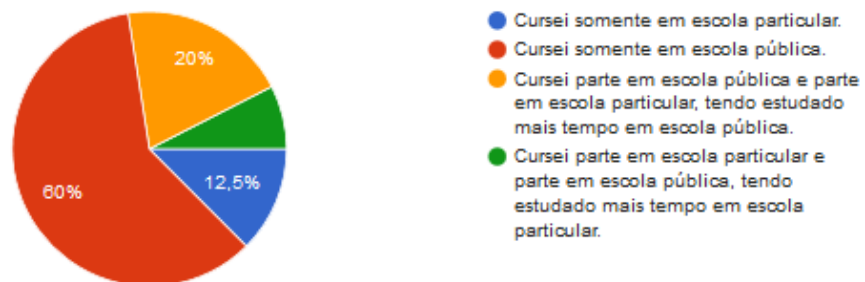 20%
60%
12,5%
Cursei somente em escola particular.
Cursei somente em escola pública.
Cursei parte em escola pública e parte
em escola particular, tendo estudado
mais tempo em escola pública.
Cursei parte em escola particular e
parte em escola pública, tendo
estudado mais tempo em escola
particular.